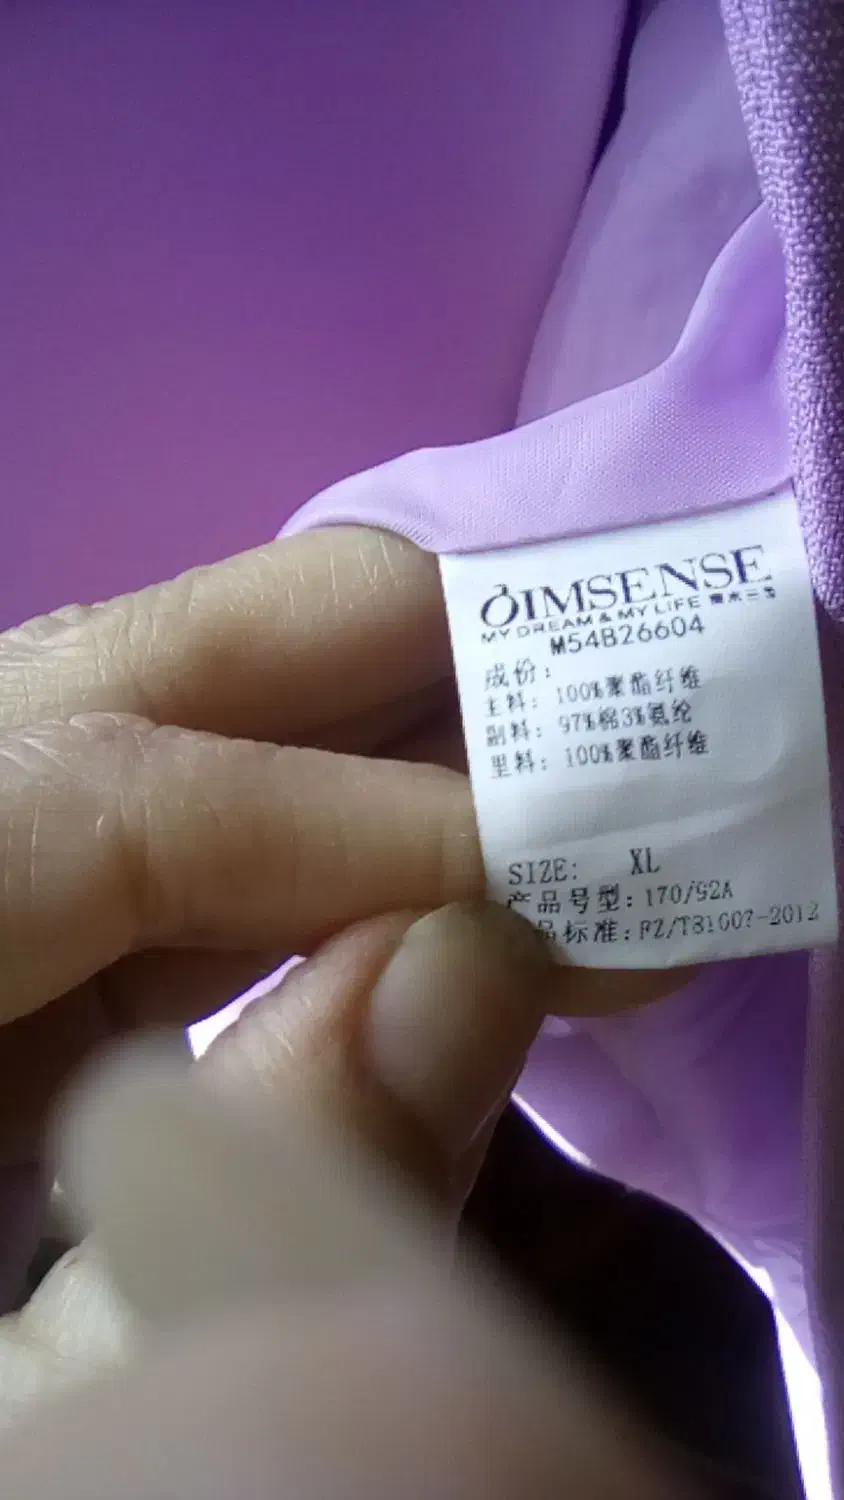 OIMSENSE
MY DREAM & MY LIFE
M54B26604
成份：
主料：100%聚酯纤维
副料：97%棉3%氨纶
里料：100%聚酯纤维
SIZE: XL
产品号型：170/92A
品标准：FZ/T81007-2012